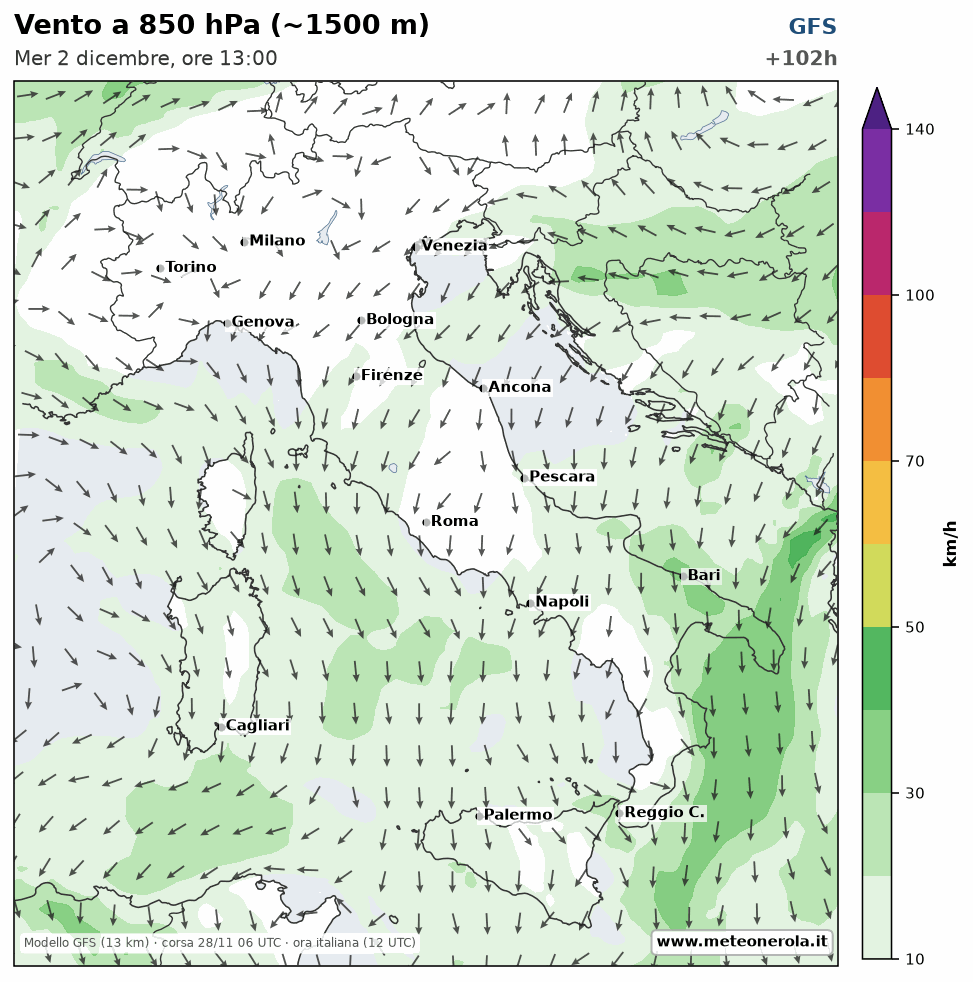 Vento a 850 hPa (~1500 m)
GFS
Mer 2 dicembre, ore 13:00
+102h
140
100
70
50
30
10
km/h
Venezia
Milano
Torino
Genova
Bologna
Firenze
Ancona
Pescara
Roma
Bari
Napoli
Cagliari
Palermo
Reggio C.
Modello GFS (13 km) · corsa 28/11 06 UTC · ora italiana (12 UTC)
www.meteonerola.it